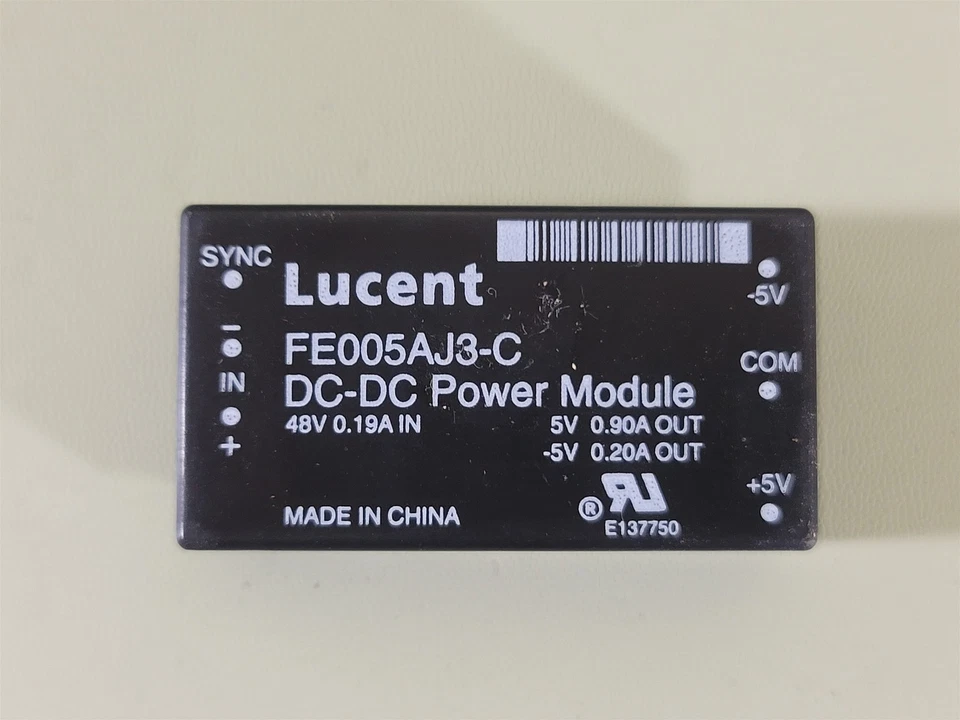 SYNC
−
IN
+
Lucent
FE005AJ3-C
DC-DC Power Module
48V 0.19A IN
5V 0.90A OUT
-5V 0.20A OUT
MADE IN CHINA
® RU
E137750
-5V
COM
+5V